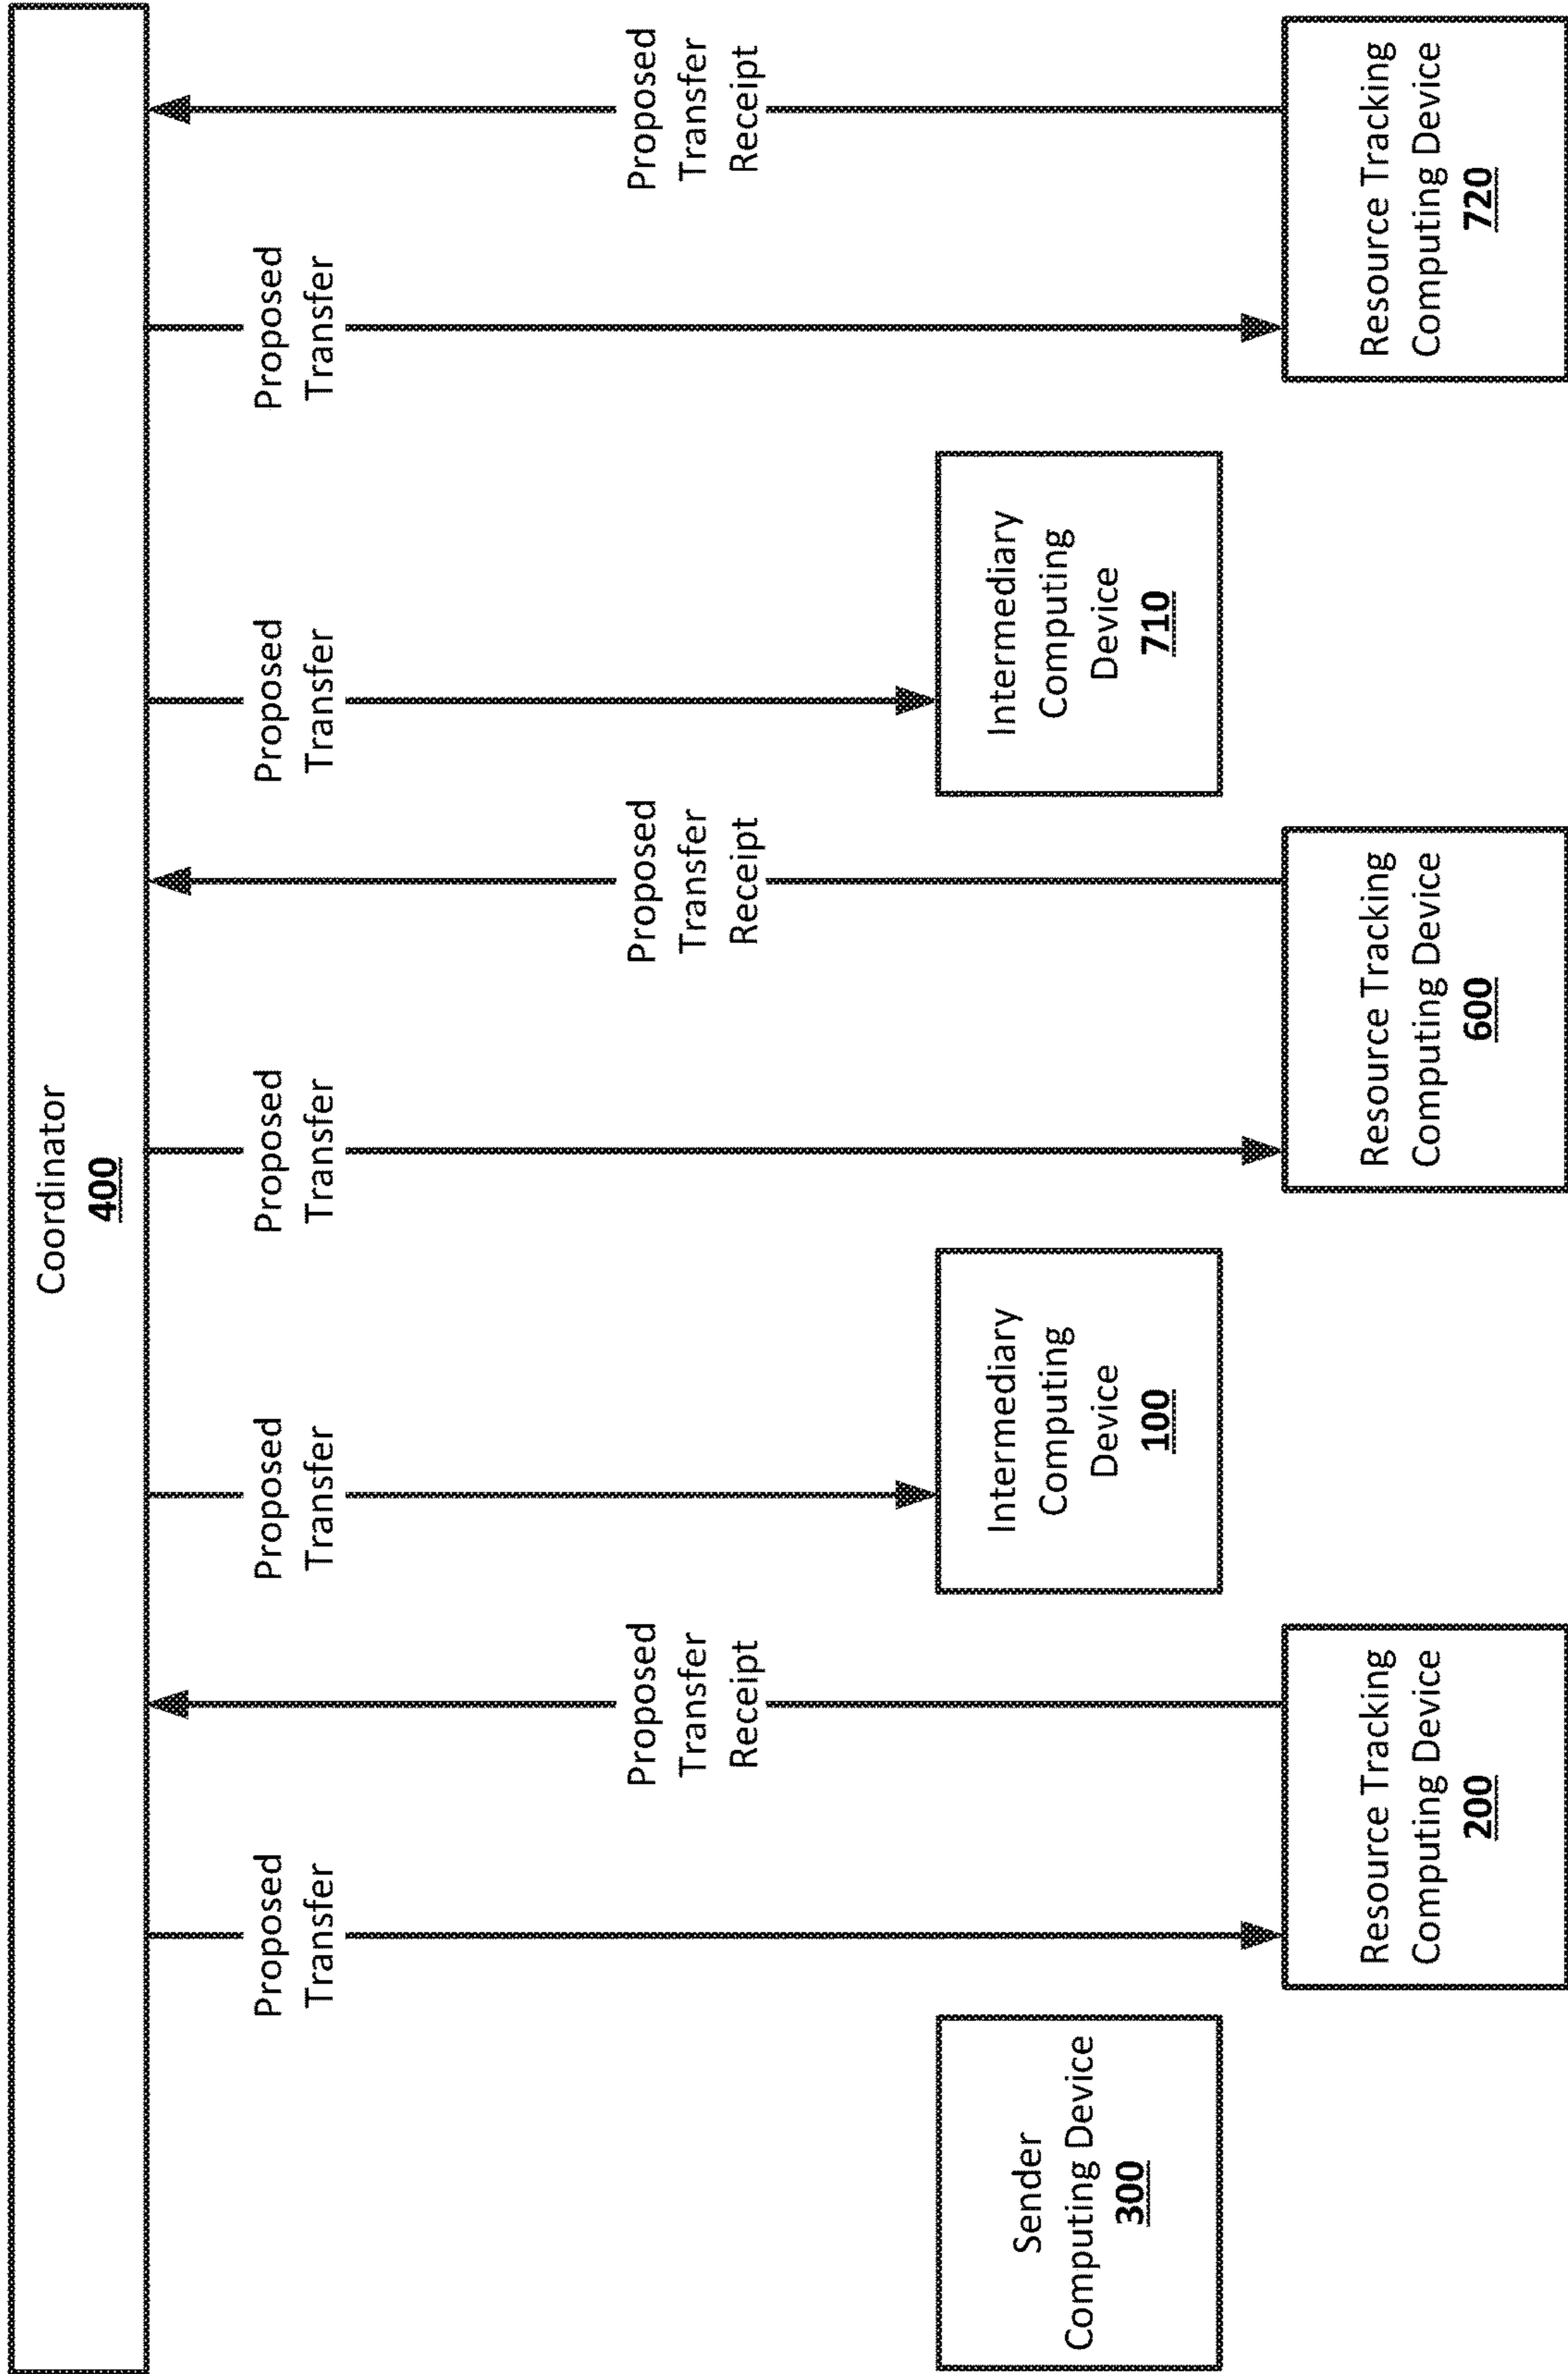 Coordinator
400
Proposed
Transfer
Proposed
Transfer
Proposed
Transfer
Proposed
Transfer
Proposed
Transfer
Proposed
Transfer
Receipt
Proposed
Transfer
Receipt
Proposed
Transfer
Receipt
Sender
Computing Device
300
Intermediary
Computing
Device
100
Intermediary
Computing
Device
710
Resource Tracking
Computing Device
200
Resource Tracking
Computing Device
600
Resource Tracking
Computing Device
720